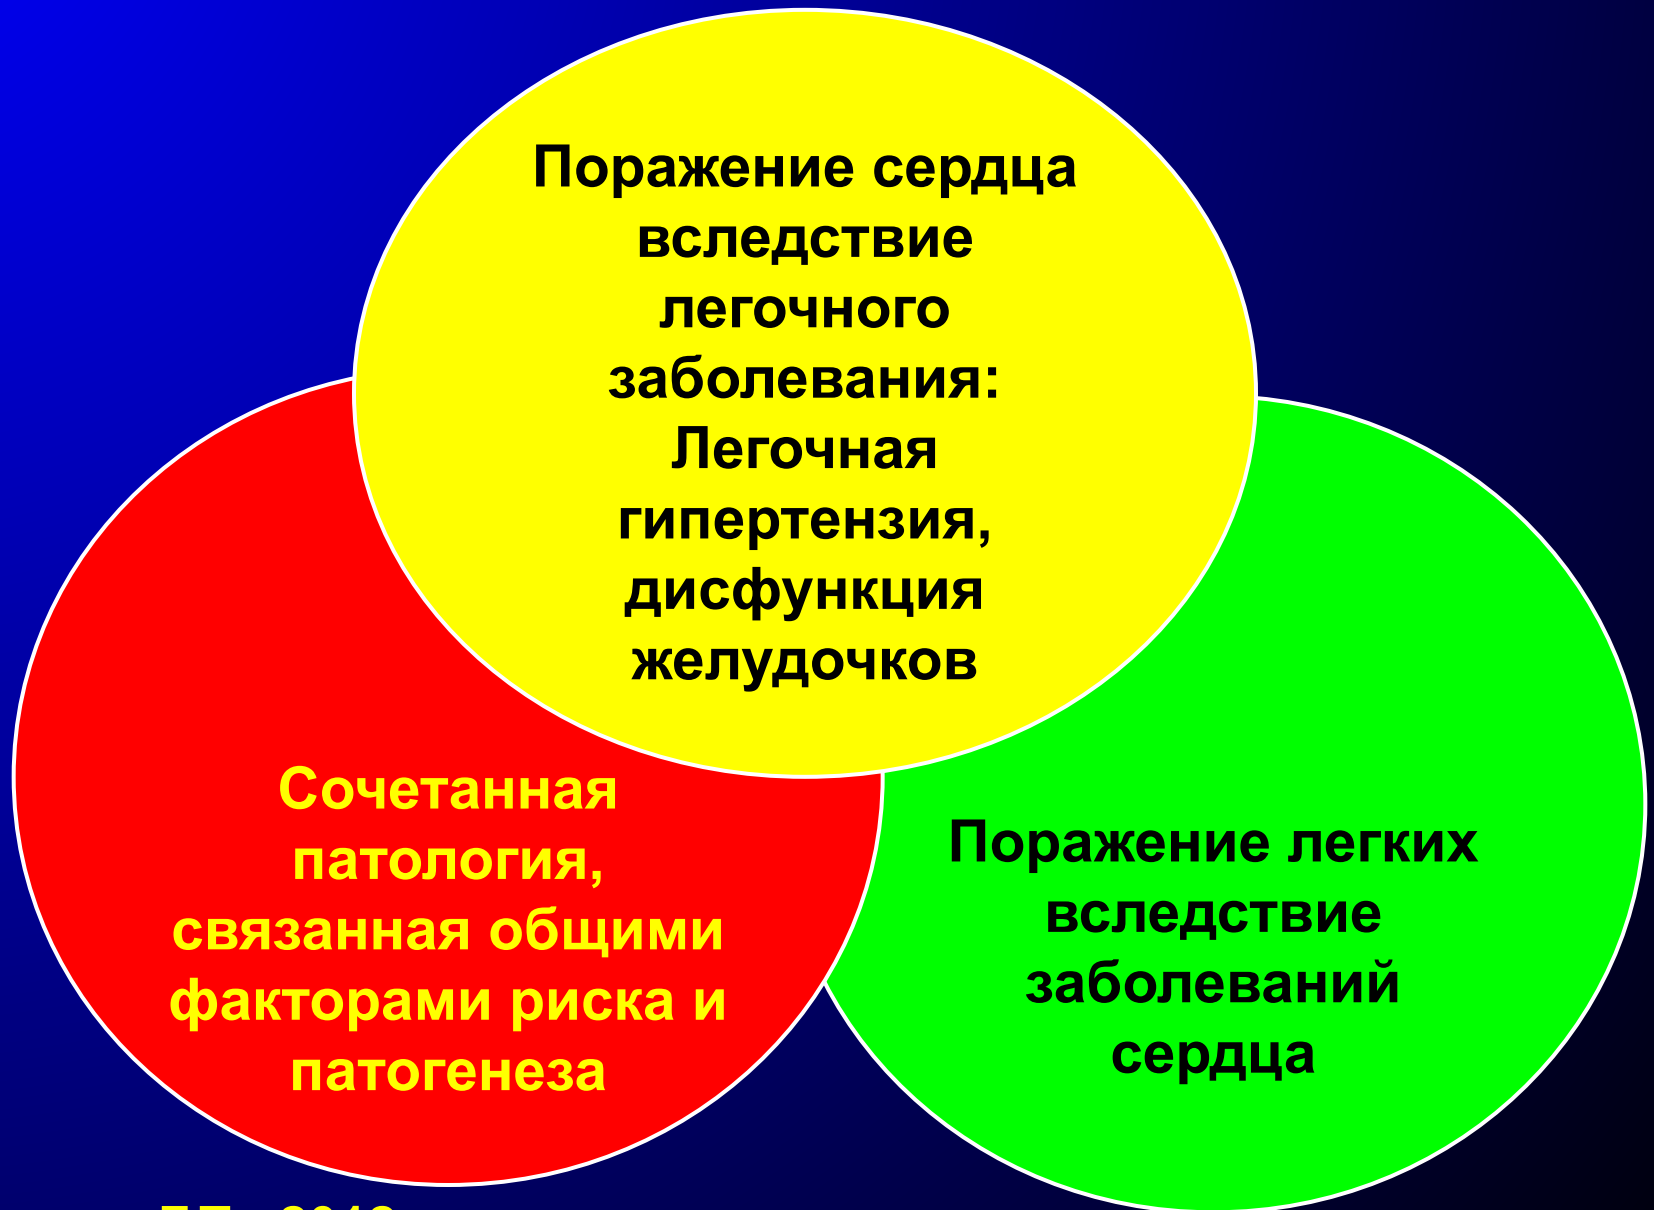 Поражение сердца
вследствие
легочного
заболевания:
Легочная
гипертензия,
дисфункция
желудочков
Сочетанная
патология,
связанная общими
факторами риска и
патогенеза
Поражение легких
вследствие
заболеваний
сердца